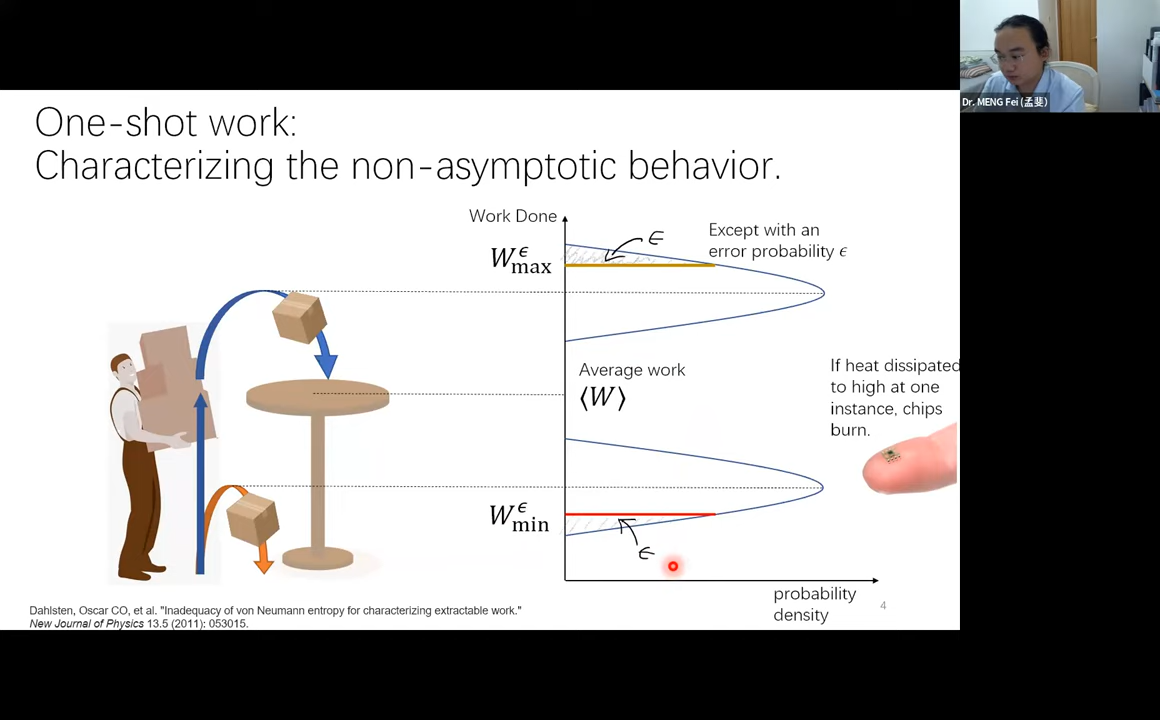 One-shot work:
Characterizing the non-asymptotic behavior.
Work Done
W^ϵ_max
ϵ
Except with an
error probability ϵ
Average work
⟨W⟩
If heat dissipated
to high at one
instance, chips
burn.
W^ϵ_min
ϵ
probability
density
4
Dahlsten, Oscar CO, et al. "Inadequacy of von Neumann entropy for characterizing extractable work."
New Journal of Physics 13.5 (2011): 053015.
Dr. MENG Fei (孟斐)